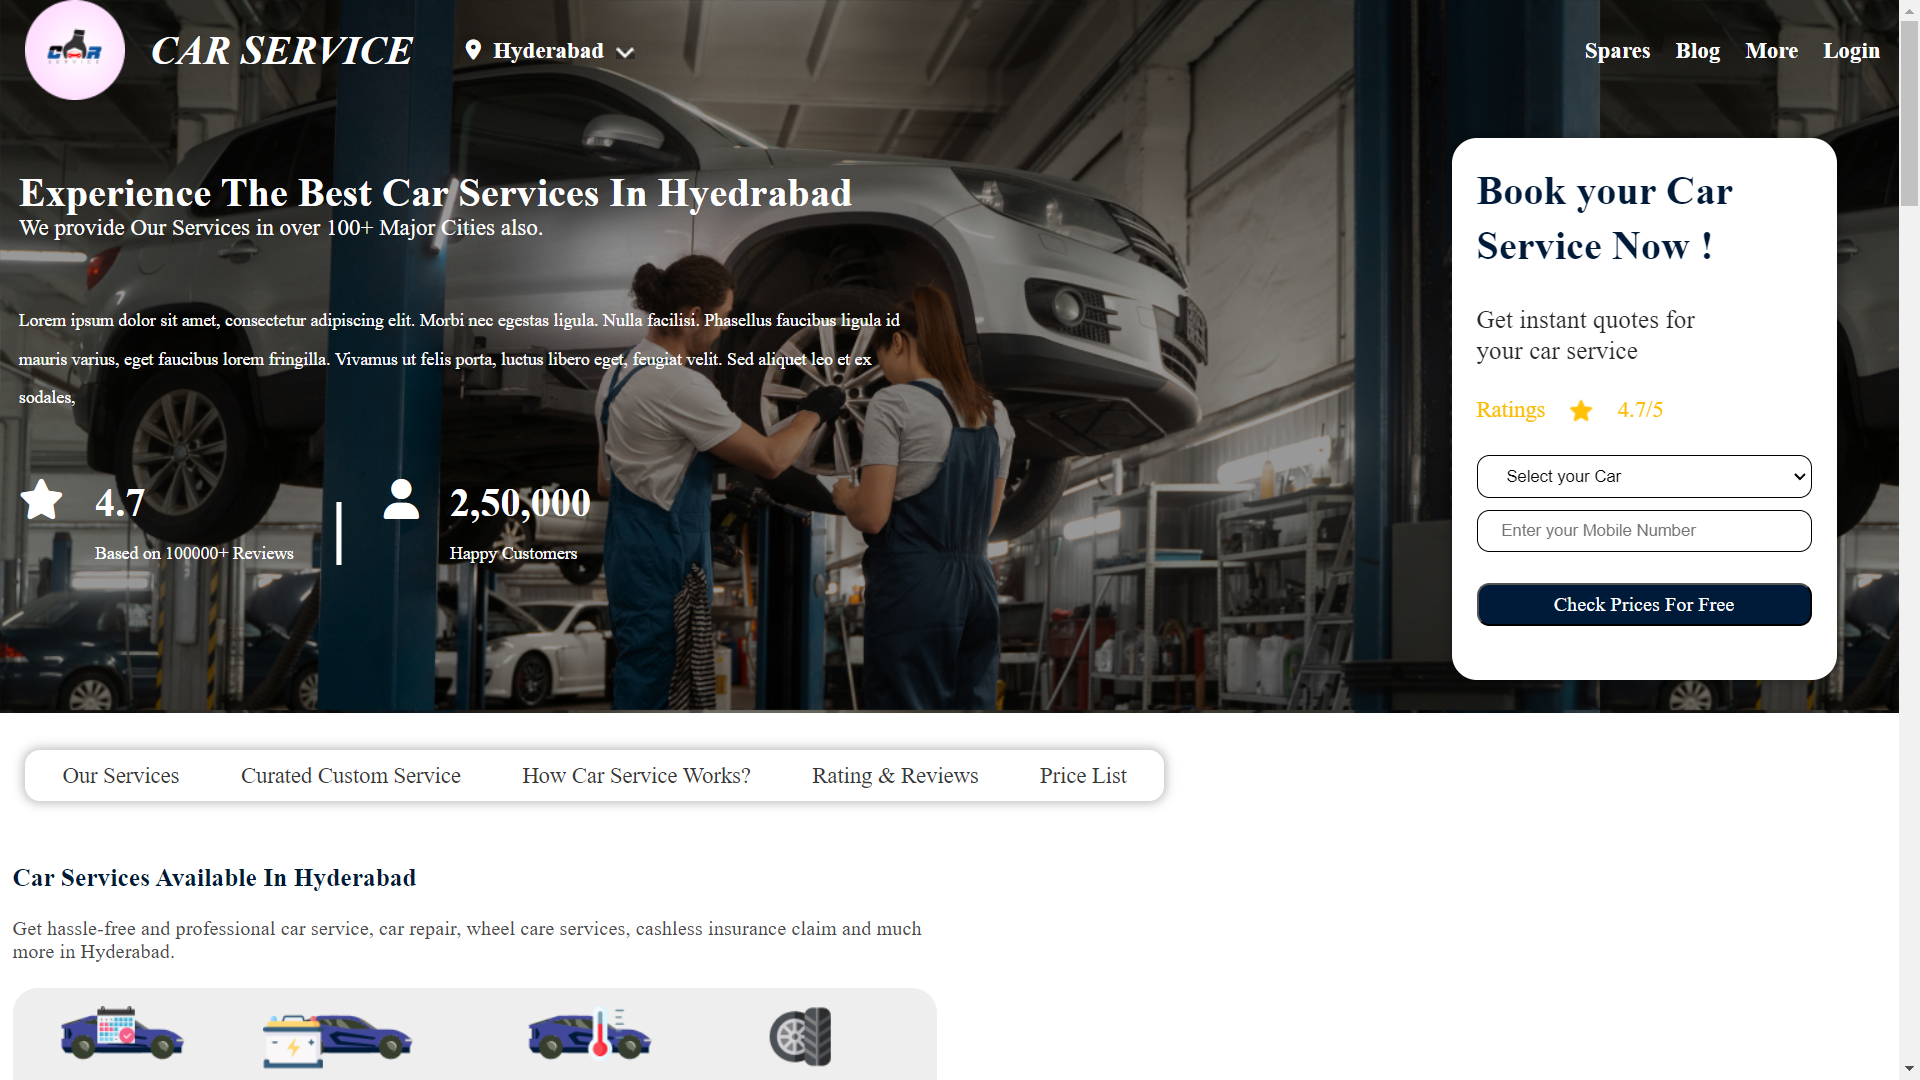 CAR
SERVICE
CAR SERVICE
Hyderabad
Spares
Blog
More
Login
Experience The Best Car Services In Hyedrabad
We provide Our Services in over 100+ Major Cities also.
Lorem ipsum dolor sit amet, consectetur adipiscing elit. Morbi nec egestas ligula. Nulla facilisi. Phasellus faucibus ligula id
mauris varius, eget faucibus lorem fringilla. Vivamus ut felis porta, luctus libero eget, feugiat velit. Sed aliquet leo et ex
sodales,
4.7
Based on 100000+ Reviews
2,50,000
Happy Customers
Book your Car
Service Now !
Get instant quotes for
your car service
Ratings 4.7/5
Select your Car
Enter your Mobile Number
Check Prices For Free
Our Services
Curated Custom Service
How Car Service Works?
Rating & Reviews
Price List
Car Services Available In Hyderabad
Get hassle-free and professional car service, car repair, wheel care services, cashless insurance claim and much
more in Hyderabad.